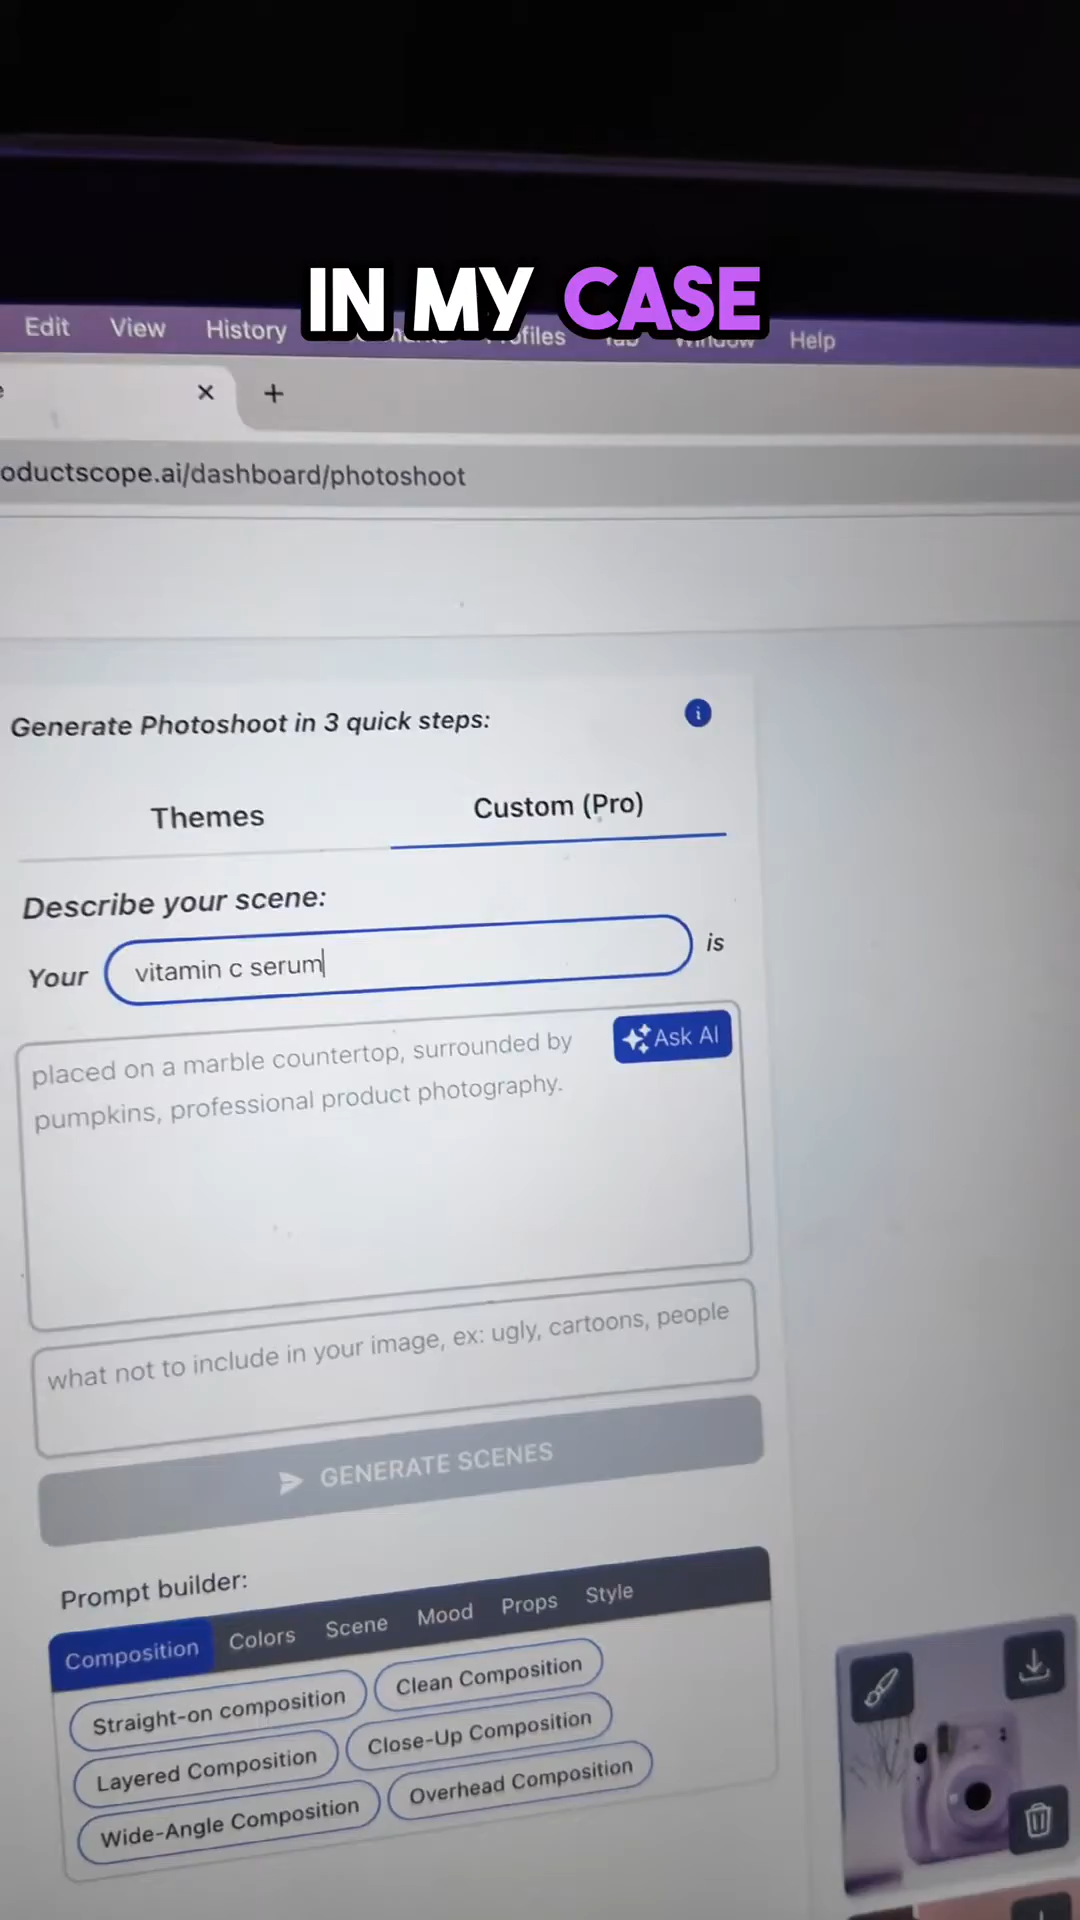 IN MY CASE
Edit View History Help
oductscope.ai/dashboard/photoshoot
Generate Photoshoot in 3 quick steps:
Themes Custom (Pro)
Describe your scene:
Your vitamin c serum is
placed on a marble countertop, surrounded by
pumpkins, professional product photography.
Ask AI
what not to include in your image, ex: ugly, cartoons, people
GENERATE SCENES
Prompt builder:
Composition Colors Scene Mood Props Style
Straight-on composition Clean Composition
Layered Composition Close-Up Composition
Wide-Angle Composition Overhead Composition